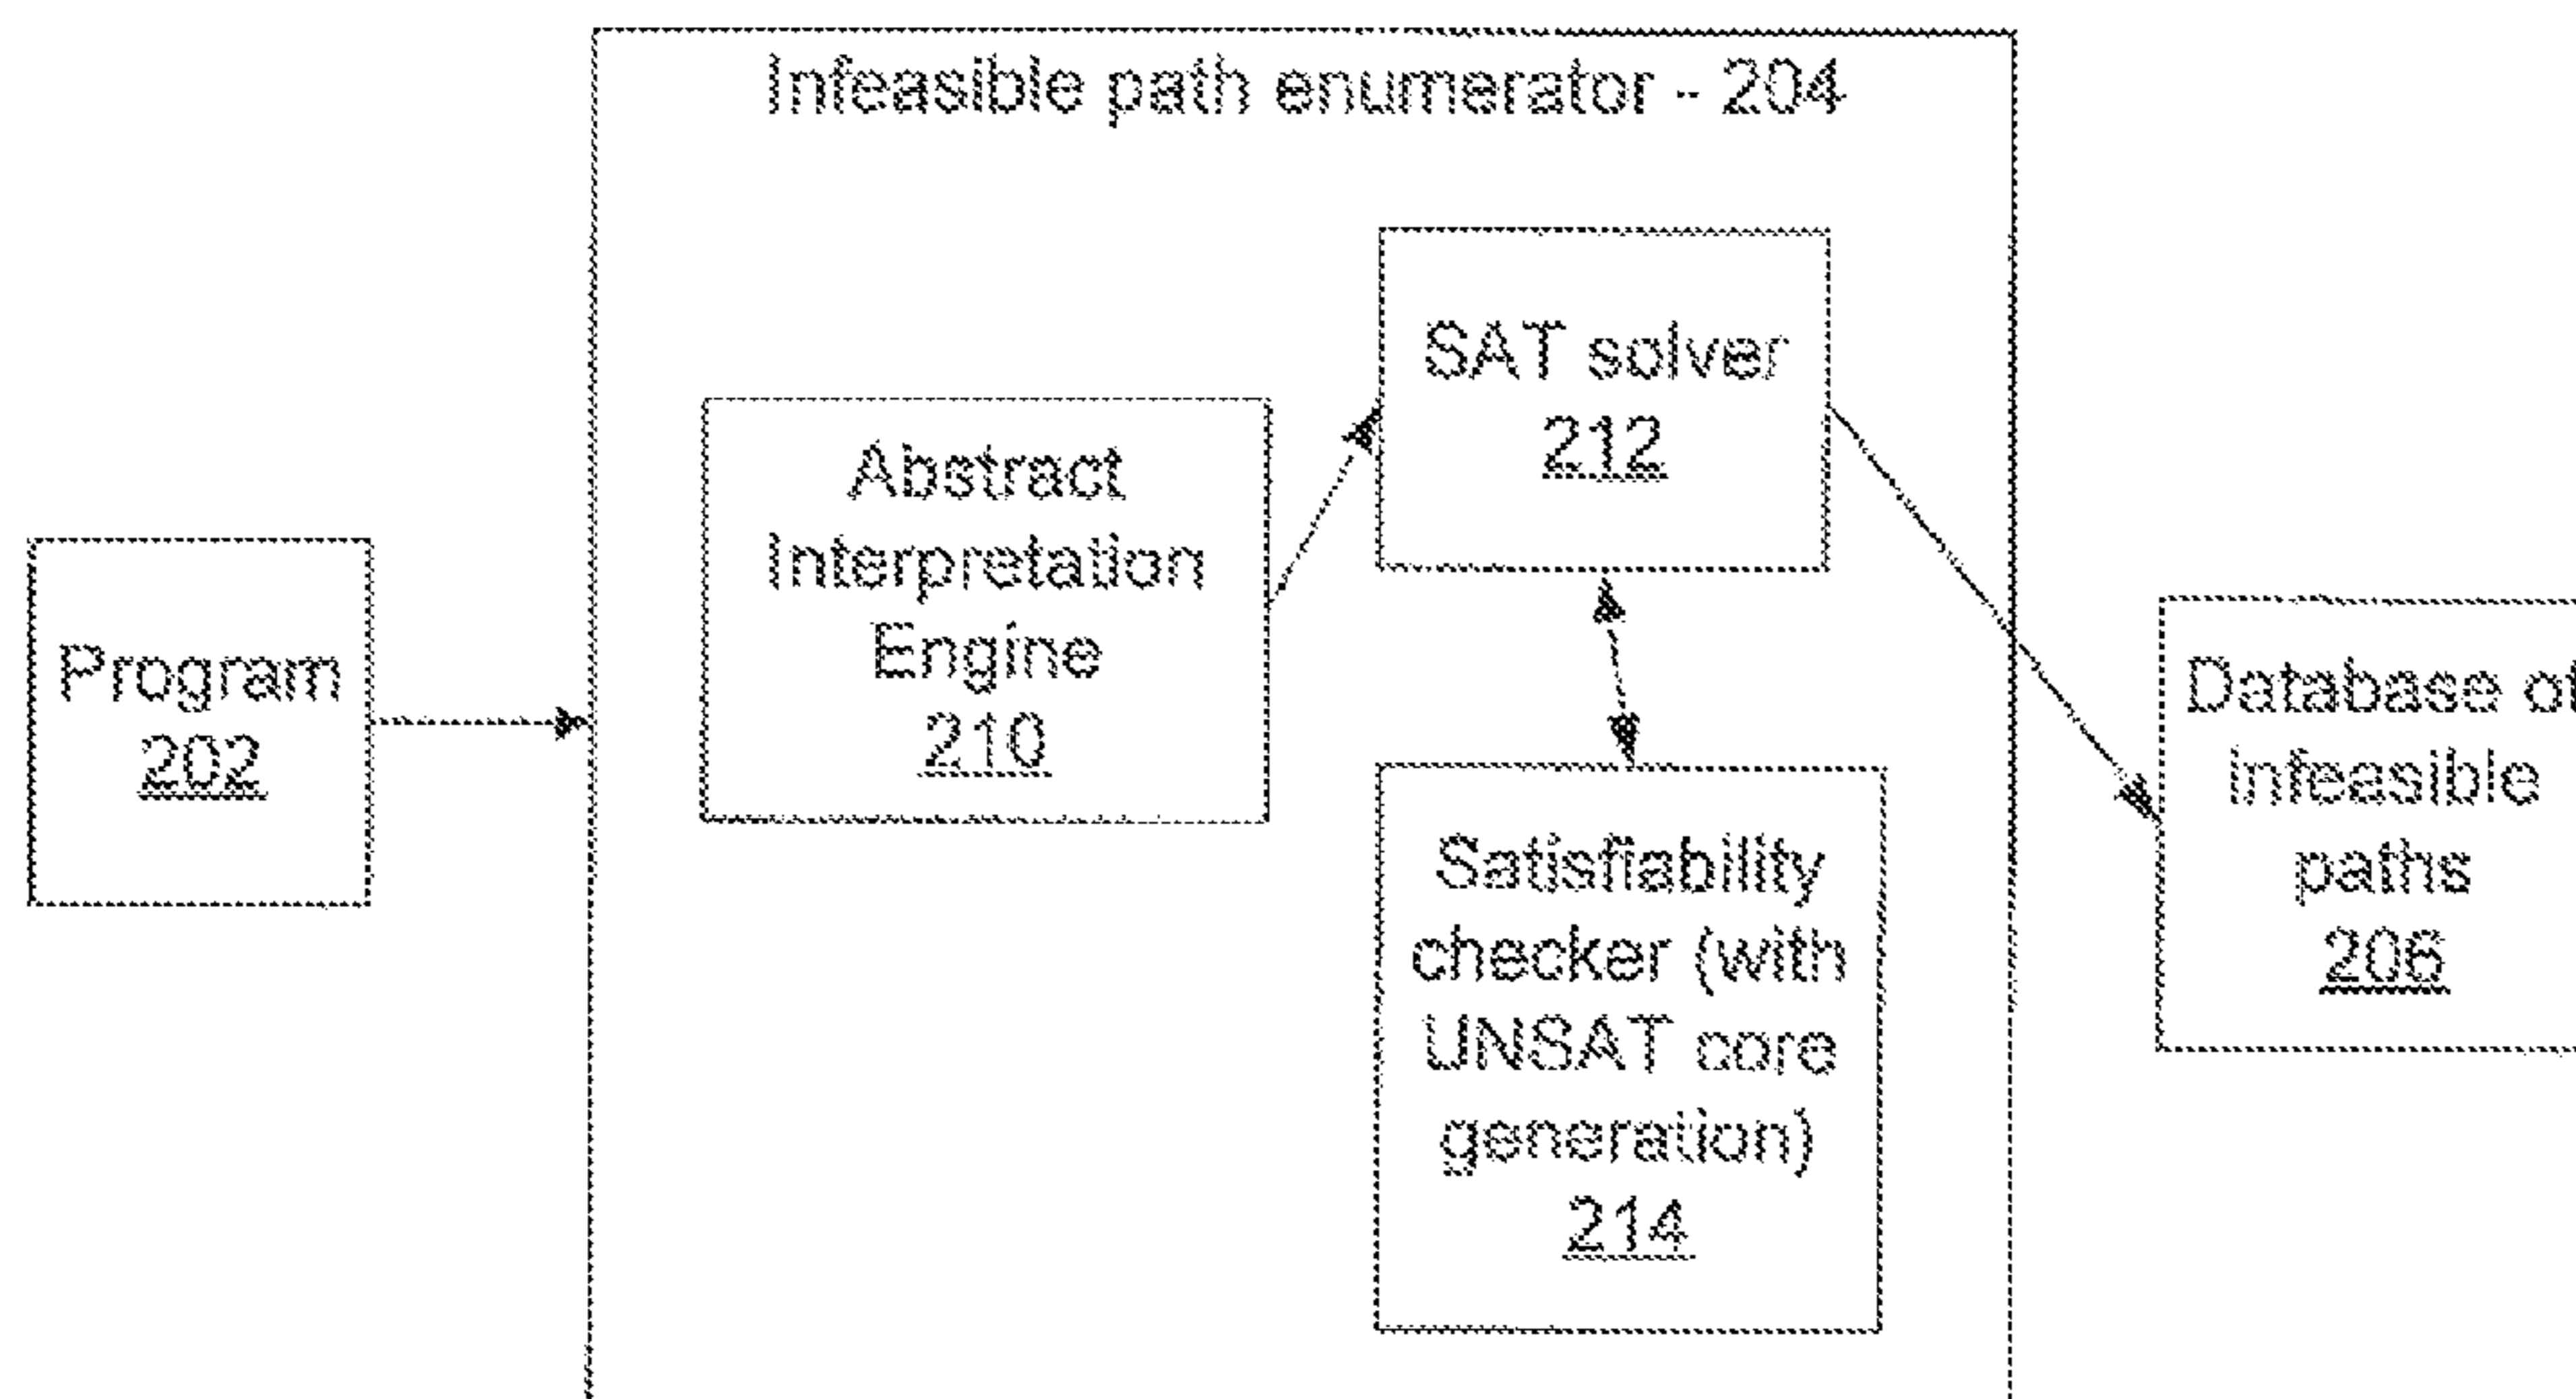 Infeasible path enumerator - 204
Program
202
Abstract
Interpretation
Engine
210
SAT solver
212
Satisfiability
checker (with
UNSAT core
generation)
214
Database of
infeasible
paths
206